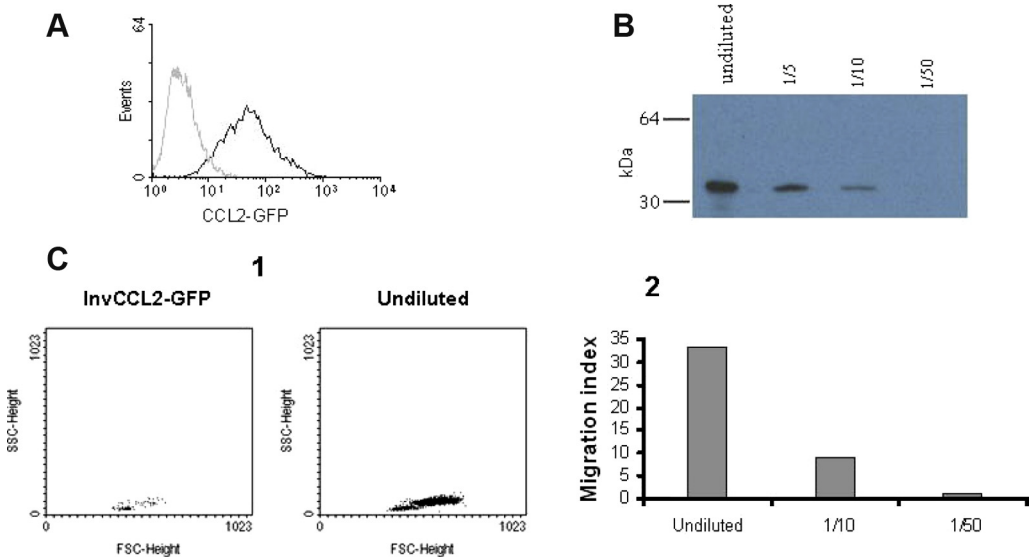 A
64
Events
0
10⁰ 10¹ 10² 10³ 10⁴
CCL2-GFP
B
undiluted 1/5 1/10 1/50
64
kDa
30
C
1
InvCCL2-GFP
1023
SSC-Height
0
0 1023
FSC-Height
Undiluted
1023
SSC-Height
0
0 1023
FSC-Height
2
Migration index
35
30
25
20
15
10
5
0
Undiluted 1/10 1/50